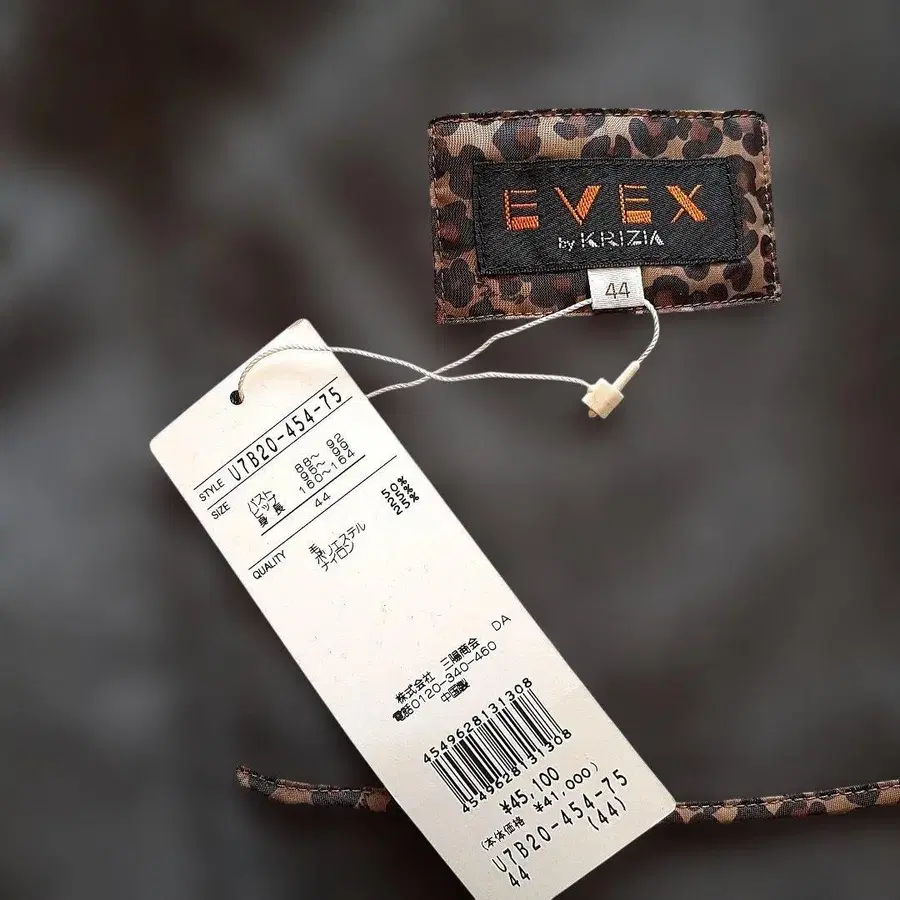 EVEX
by KRIZIA
44
STYLE U7B20-454-75
SIZE
バスト 88〜 92
ヒップ 95〜 99
身長 160〜164
44
QUALITY
毛 50%
ポリエステル 25%
ナイロン 25%
DA
株式会社 三陽商会
電話0120-340-460
中国製
4549628131308
4549628131308
¥45,100
(本体価格 ¥41,000)
U7B20-454-75
44 (44)